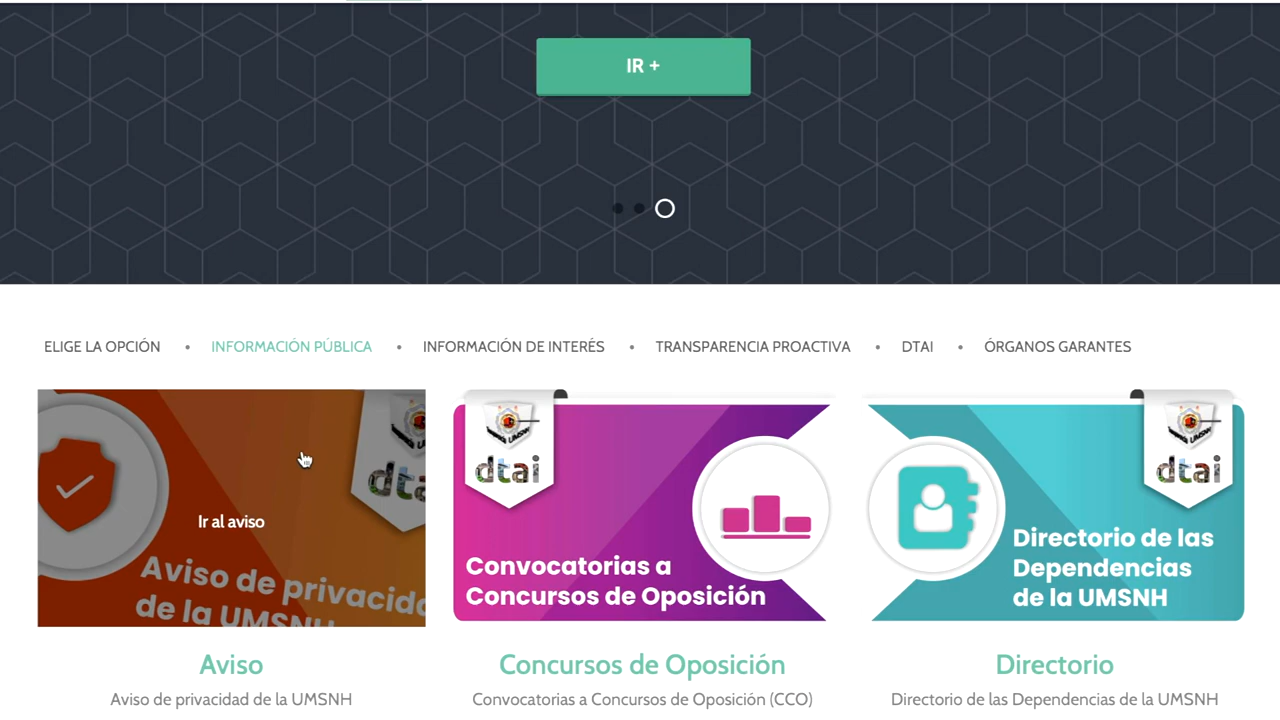 IR +
ELIGE LA OPCIÓN • INFORMACIÓN PÚBLICA • INFORMACIÓN DE INTERÉS • TRANSPARENCIA PROACTIVA • DTAI • ÓRGANOS GARANTES
Ir al aviso
Aviso de privacid
de la UMSNH
Aviso
Aviso de privacidad de la UMSNH
UMSNH
dtai
Convocatorias a
Concursos de Oposición
Concursos de Oposición
Convocatorias a Concursos de Oposición (CCO)
UMSNH
dtai
Directorio de las
Dependencias
de la UMSNH
Directorio
Directorio de las Dependencias de la UMSNH